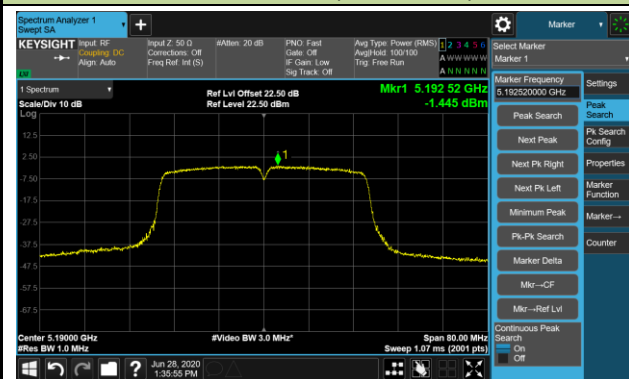 Spectrum Analyzer 1
Swept SA
+
Marker
KEYSIGHT
Input: RF
Coupling: DC
Align: Auto
Input Z: 50 Ω
Corrections: Off
Freq Ref: Int (S)
#Atten: 20 dB
PNO: Fast
Gate: Off
IF Gain: Low
Sig Track: Off
Avg Type: Power (RMS)
Avg|Hold: 100/100
Trig: Free Run
1 2 3 4 5 6
A W W W W W
A N N N N N
Select Marker
Marker 1
1 Spectrum
Scale/Div 10 dB
Log
Ref Lvl Offset 22.50 dB
Ref Level 22.50 dBm
Mkr1 5.192 52 GHz
-1.445 dBm
12.5
2.50
-7.50
-17.5
-27.5
-37.5
-47.5
-57.5
-67.5
1
Center 5.19000 GHz
#Res BW 1.0 MHz
#Video BW 3.0 MHz*
Span 80.00 MHz
Sweep 1.07 ms (2001 pts)
Marker Frequency
5.192520000 GHz
Peak Search
Next Peak
Next Pk Right
Next Pk Left
Minimum Peak
Pk-Pk Search
Marker Delta
Mkr→CF
Mkr→Ref Lvl
Continuous Peak
Search
On
Off
Settings
Peak
Search
Pk Search
Config
Properties
Marker
Function
Marker→
Counter
?
Jun 28, 2020
1:35:55 PM